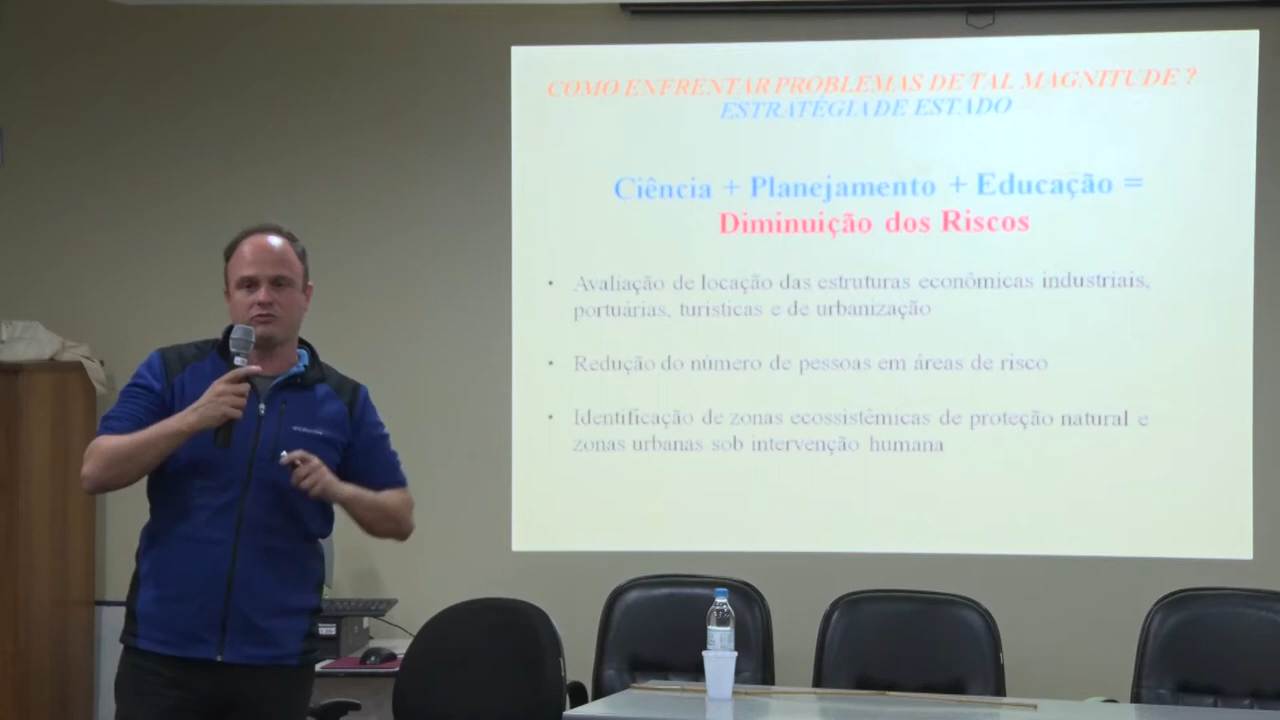 COMO ENFRENTAR PROBLEMAS DE TAL MAGNITUDE ?
ESTRATÉGIA DE ESTADO
Ciência + Planejamento + Educação =
Diminuição dos Riscos
• Avaliação de locação das estruturas econômicas industriais,
portuárias, turísticas e de urbanização
• Redução do número de pessoas em áreas de risco
• Identificação de zonas ecossistêmicas de proteção natural e
zonas urbanas sob intervenção humana